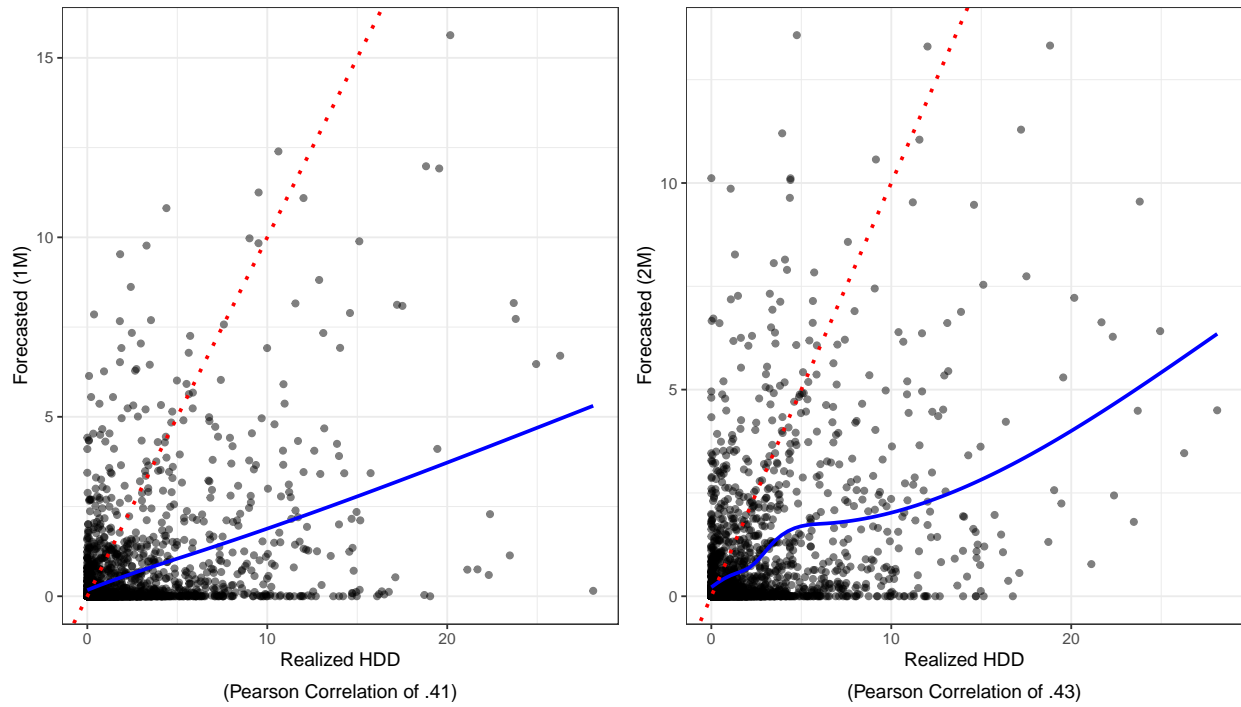 Forecasted (1M)
15
10
5
0
0
10
20
Realized HDD
(Pearson Correlation of .41)
Forecasted (2M)
10
5
0
0
10
20
Realized HDD
(Pearson Correlation of .43)